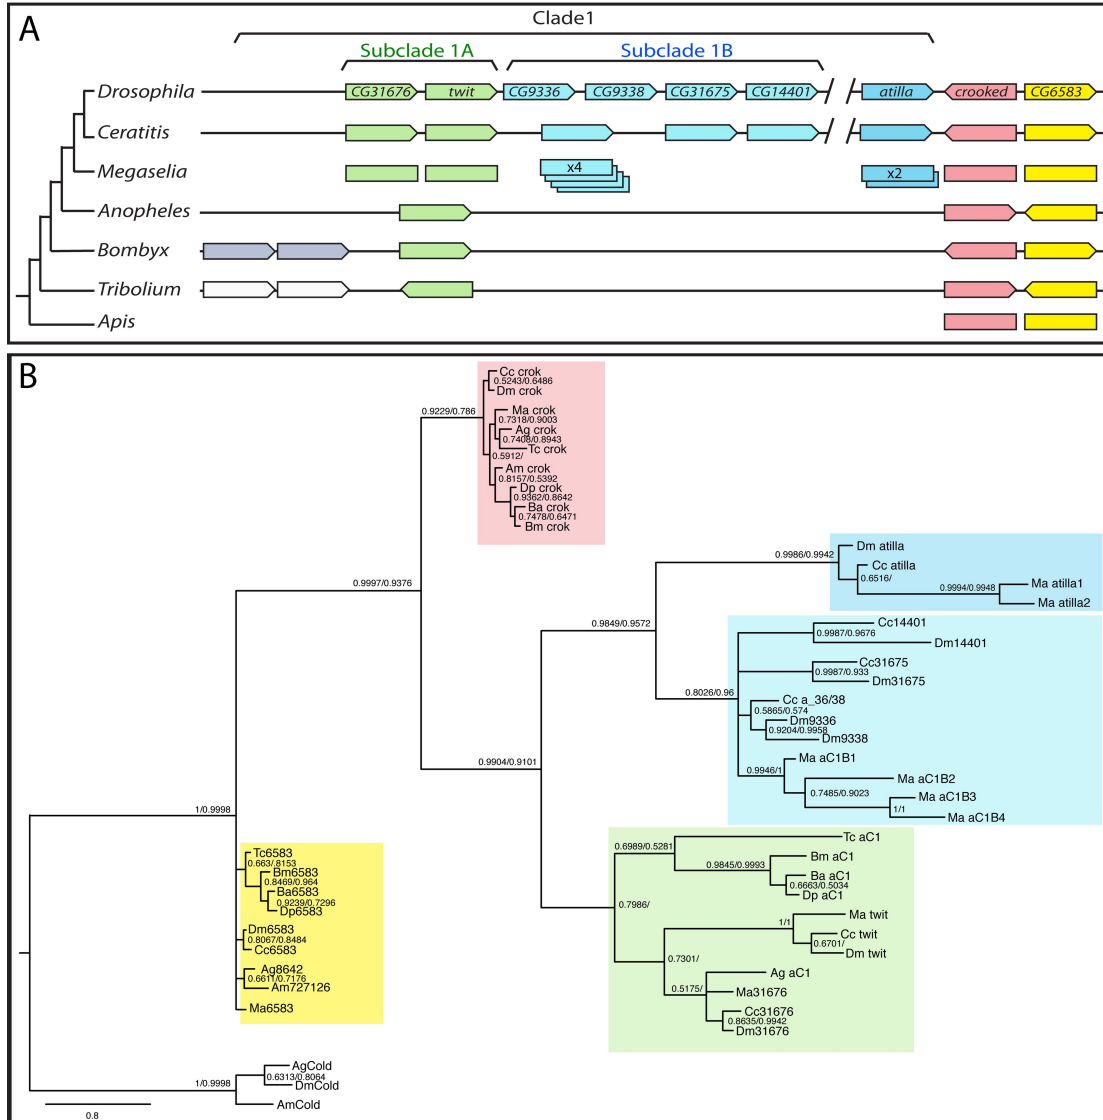 A
Clade1
Subclade 1A
Subclade 1B
Drosophila
CG31676
twit
CG9336
CG9338
CG31675
CG14401
atilla
crooked
CG6583
Ceratitis
Megaselia
x4
x2
Anopheles
Bombyx
Tribolium
Apis
B
Cc crok
0.5243/0.6486
Dm crok
0.9229/0.786
Ma crok
0.7318/0.9003
Ag crok
0.7408/0.8943
Tc crok
0.5912/
Am crok
0.8157/0.5392
Dp crok
0.9362/0.8642
Ba crok
0.7478/0.6471
Bm crok
0.9997/0.9376
Dm atilla
0.9986/0.9942
Cc atilla
0.6516/
0.9994/0.9948
Ma atilla1
Ma atilla2
0.9849/0.9572
Cc14401
0.9987/0.9676
Dm14401
Cc31675
0.9987/0.933
Dm31675
0.8026/0.96
Cc a_36/38
0.5865/0.574
Dm9336
0.9204/0.9958
Dm9338
Ma aC1B1
0.9946/1
Ma aC1B2
0.7485/0.9023
Ma aC1B3
1/1
Ma aC1B4
0.9904/0.9101
Tc aC1
0.6989/0.5281
Bm aC1
0.9845/0.9993
Ba aC1
0.6663/0.5034
Dp aC1
0.7986/
Ma twit
1/1
Cc twit
0.6701/
Dm twit
0.7301/
Ag aC1
Ma31676
0.5175/
Cc31676
0.8635/0.9942
Dm31676
1/0.9998
Tc6583
0.663/.8153
Bm6583
0.8469/0.964
Ba6583
0.9239/0.7296
Dp6583
Dm6583
0.8067/0.8484
Cc6583
Ag8642
0.6611/0.7176
Am727126
Ma6583
AgCold
0.6313/0.8064
DmCold
1/0.9998
AmCold
0.8